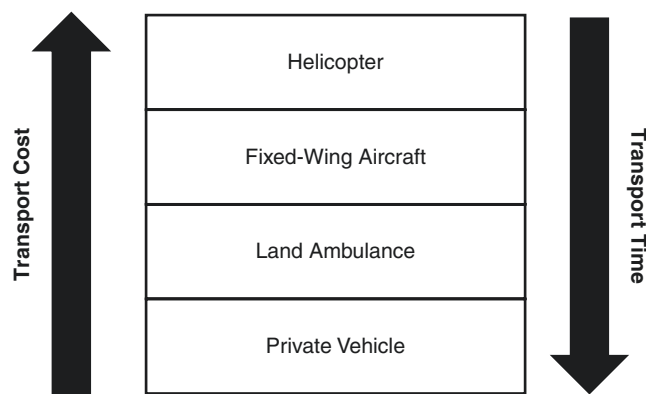 Transport Cost
Helicopter
Fixed-Wing Aircraft
Land Ambulance
Private Vehicle
Transport Time